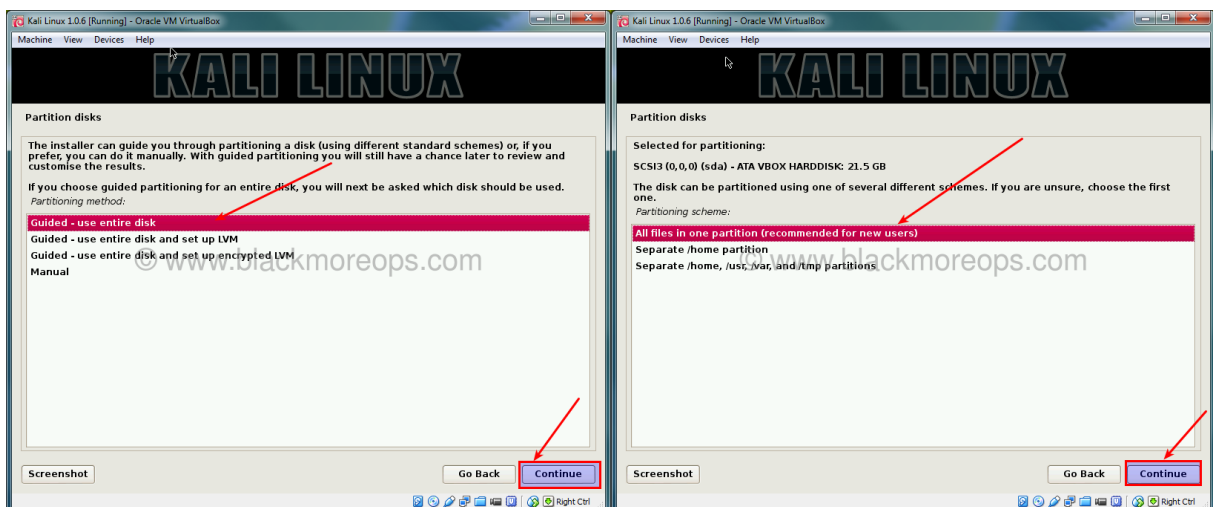 Kali Linux 1.0.6 [Running] - Oracle VM VirtualBox
Machine View Devices Help
KALI LINUX
Partition disks
The installer can guide you through partitioning a disk (using different standard schemes) or, if you
prefer, you can do it manually. With guided partitioning you will still have a chance later to review and
customise the results.
If you choose guided partitioning for an entire disk, you will next be asked which disk should be used.
Partitioning method:
Guided - use entire disk
Guided - use entire disk and set up LVM
Guided - use entire disk and set up encrypted LVM
Manual
© www.blackmoreops.com
Screenshot
Go Back
Continue
Right Ctrl
Kali Linux 1.0.6 [Running] - Oracle VM VirtualBox
Machine View Devices Help
KALI LINUX
Partition disks
Selected for partitioning:
SCSI3 (0,0,0) (sda) - ATA VBOX HARDDISK: 21.5 GB
The disk can be partitioned using one of several different schemes. If you are unsure, choose the first
one.
Partitioning scheme:
All files in one partition (recommended for new users)
Separate /home partition
Separate /home, /usr, /var, and /tmp partitions
© www.blackmoreops.com
Screenshot
Go Back
Continue
Right Ctrl